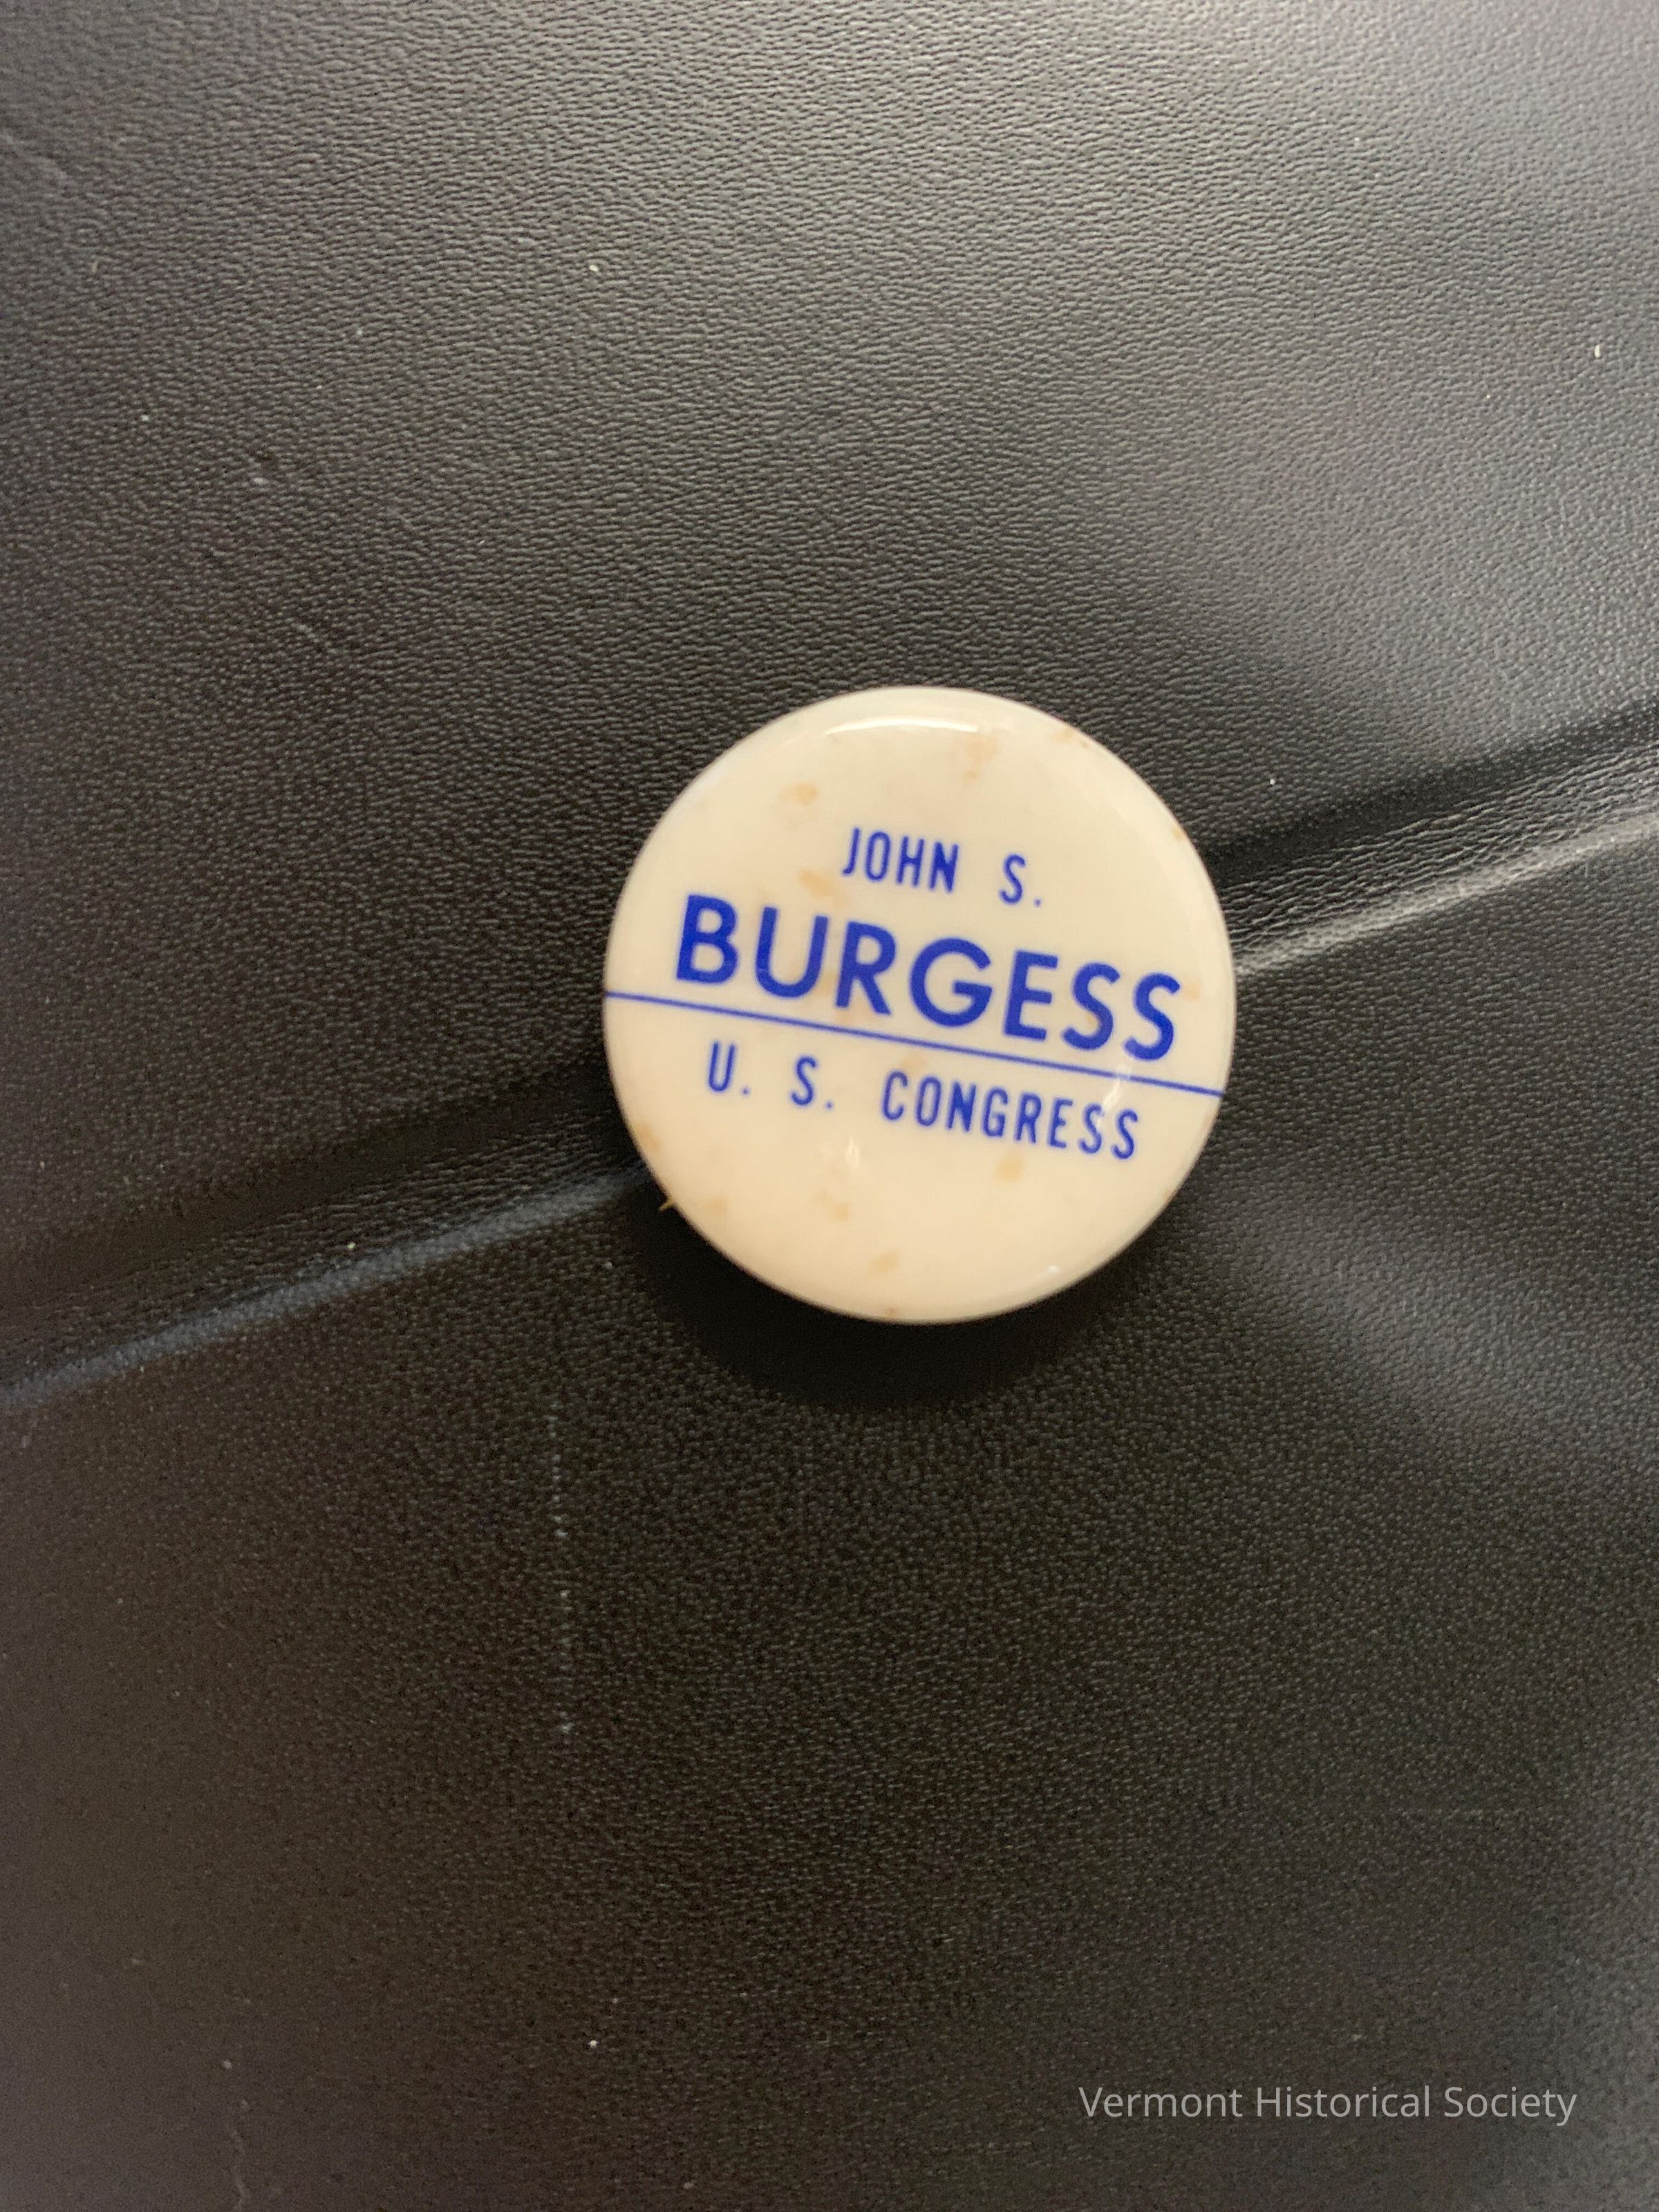 JOHN S.
BURGESS
U. S. CONGRESS
Vermont Historical Society